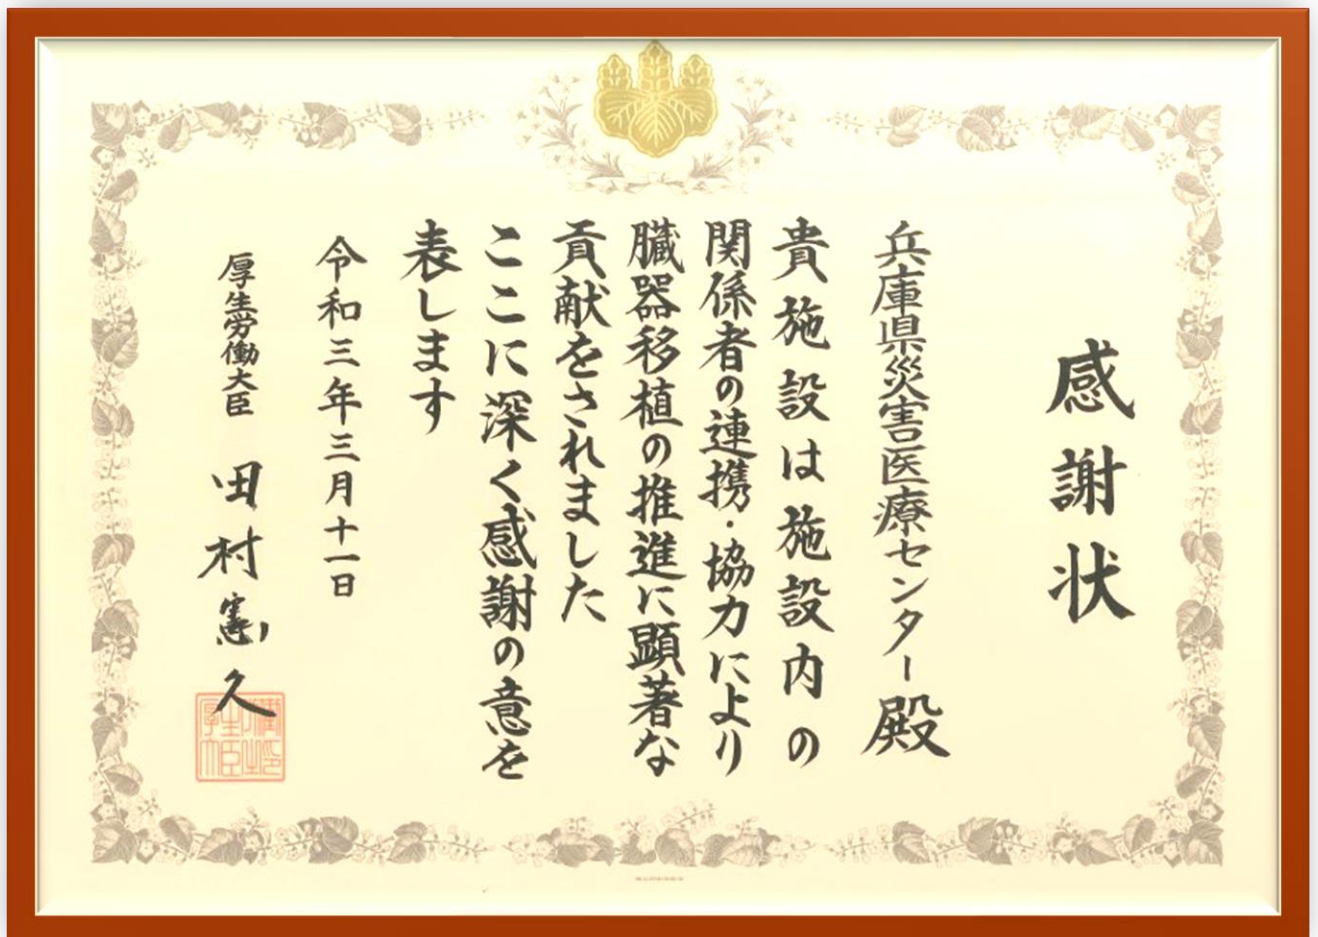 感謝状
兵庫県災害医療センター殿
貴施設は施設内の
関係者の連携・協力により
臓器移植の推進に顕著な
貢献をされました
ここに深く感謝の意を
表します
令和三年三月十一日
厚生労働大臣 田村憲久